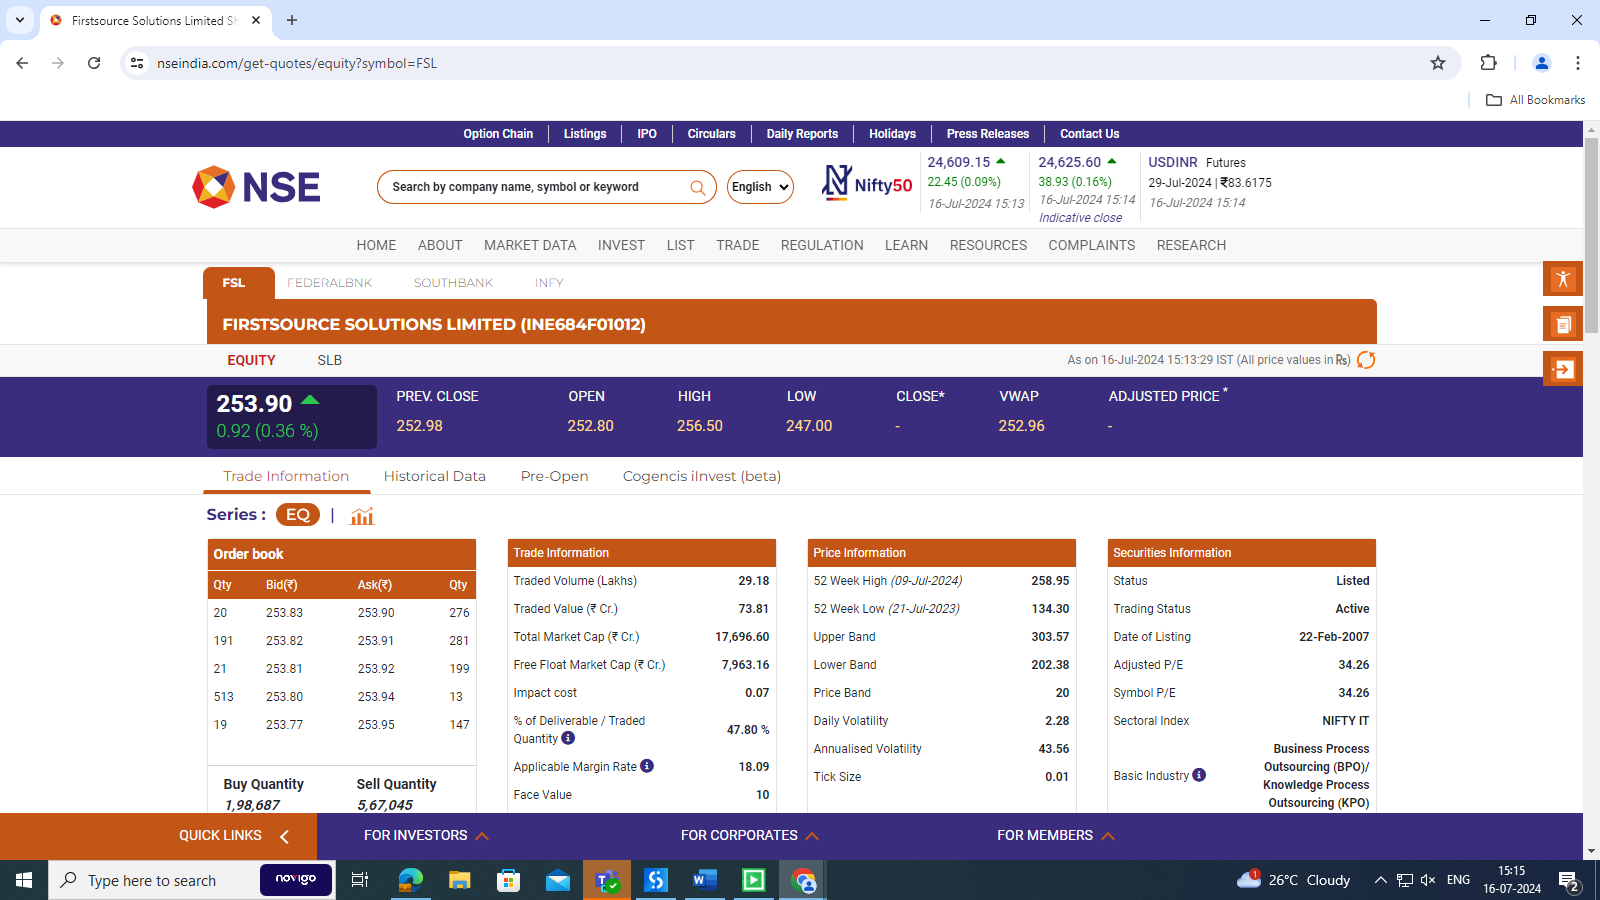 Firstsource Solutions Limited Sh
nseindia.com/get-quotes/equity?symbol=FSL
All Bookmarks
Option Chain
Listings
IPO
Circulars
Daily Reports
Holidays
Press Releases
Contact Us
NSE
Search by company name, symbol or keyword
English
Nifty50
24,609.15
22.45 (0.09%)
16-Jul-2024 15:13
24,625.60
38.93 (0.16%)
16-Jul-2024 15:14
Indicative close
USDINR Futures
29-Jul-2024 | ₹83.6175
16-Jul-2024 15:14
HOME
ABOUT
MARKET DATA
INVEST
LIST
TRADE
REGULATION
LEARN
RESOURCES
COMPLAINTS
RESEARCH
FSL
FEDERALBNK
SOUTHBANK
INFY
FIRSTSOURCE SOLUTIONS LIMITED (INE684F01012)
EQUITY
SLB
As on 16-Jul-2024 15:13:29 IST (All price values in ₨)
253.90
0.92 (0.36 %)
PREV. CLOSE
OPEN
HIGH
LOW
CLOSE*
VWAP
ADJUSTED PRICE *
252.98
252.80
256.50
247.00
-
252.96
-
Trade Information
Historical Data
Pre-Open
Cogencis iInvest (beta)
Series : EQ |
Order book
Qty Bid(₹) Ask(₹) Qty
20 253.83 253.90 276
191 253.82 253.91 281
21 253.81 253.92 199
513 253.80 253.94 13
19 253.77 253.95 147
Buy Quantity Sell Quantity
1,98,687 5,67,045
Trade Information
Traded Volume (Lakhs) 29.18
Traded Value (₹ Cr.) 73.81
Total Market Cap (₹ Cr.) 17,696.60
Free Float Market Cap (₹ Cr.) 7,963.16
Impact cost 0.07
% of Deliverable / Traded
Quantity 47.80 %
Applicable Margin Rate 18.09
Face Value 10
Price Information
52 Week High (09-Jul-2024) 258.95
52 Week Low (21-Jul-2023) 134.30
Upper Band 303.57
Lower Band 202.38
Price Band 20
Daily Volatility 2.28
Annualised Volatility 43.56
Tick Size 0.01
Securities Information
Status Listed
Trading Status Active
Date of Listing 22-Feb-2007
Adjusted P/E 34.26
Symbol P/E 34.26
Sectoral Index NIFTY IT
Basic Industry
Business Process
Outsourcing (BPO)/
Knowledge Process
Outsourcing (KPO)
QUICK LINKS
FOR INVESTORS
FOR CORPORATES
FOR MEMBERS
Type here to search
novigo
1
26°C Cloudy
ENG
15:15
16-07-2024
2